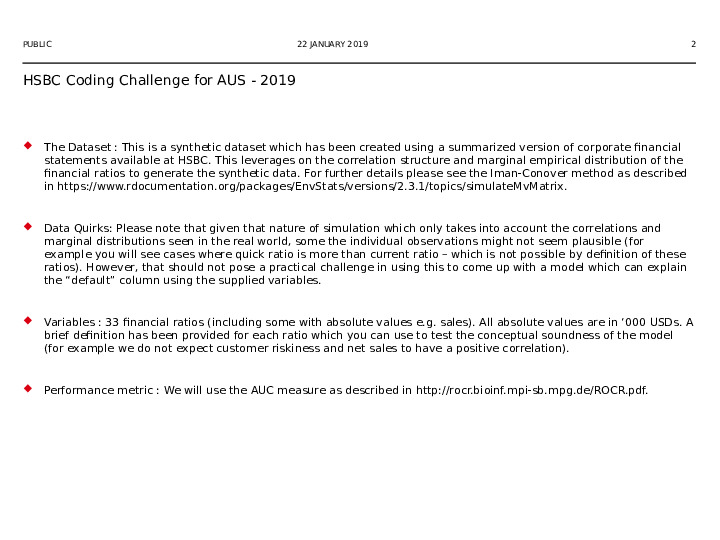 PUBLIC 22 JANUARY 2019 2
HSBC Coding Challenge for AUS - 2019
The Dataset : This is a synthetic dataset which has been created using a summarized version of corporate financial
statements available at HSBC. This leverages on the correlation structure and marginal empirical distribution of the
financial ratios to generate the synthetic data. For further details please see the Iman-Conover method as described
in https://www.rdocumentation.org/packages/EnvStats/versions/2.3.1/topics/simulateMvMatrix.
Data Quirks: Please note that given that nature of simulation which only takes into account the correlations and
marginal distributions seen in the real world, some the individual observations might not seem plausible (for
example you will see cases where quick ratio is more than current ratio – which is not possible by definition of these
ratios). However, that should not pose a practical challenge in using this to come up with a model which can explain
the “default” column using the supplied variables.
Variables : 33 financial ratios (including some with absolute values e.g. sales). All absolute values are in ‘000 USDs. A
brief definition has been provided for each ratio which you can use to test the conceptual soundness of the model
(for example we do not expect customer riskiness and net sales to have a positive correlation).
Performance metric : We will use the AUC measure as described in http://rocr.bioinf.mpi-sb.mpg.de/ROCR.pdf.